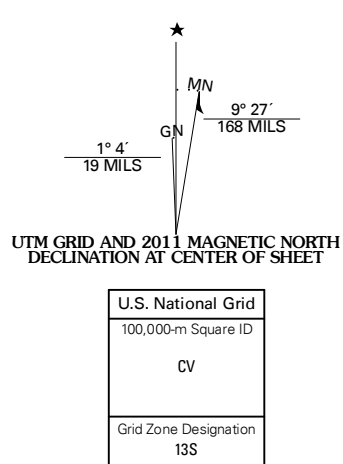 ★
MN
GN
9° 27´
168 MILS
1° 4´
19 MILS
UTM GRID AND 2011 MAGNETIC NORTH
DECLINATION AT CENTER OF SHEET
U.S. National Grid
100,000-m Square ID
CV
Grid Zone Designation
13S